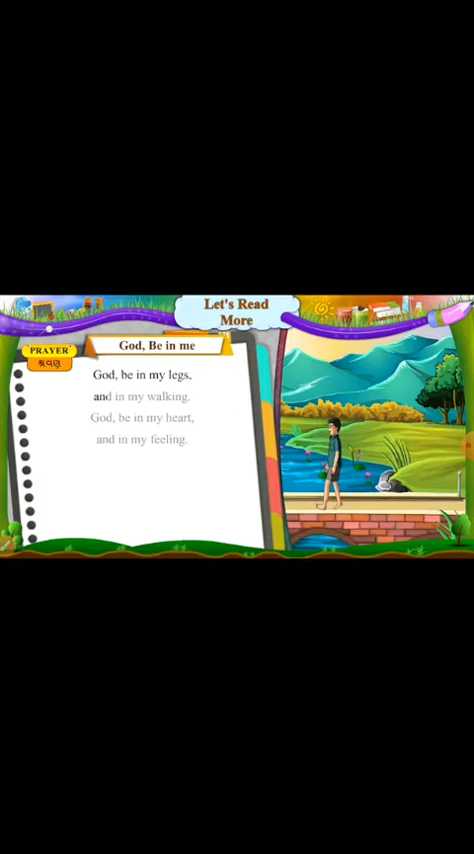 Let's Read
More
PRAYER
શ્રવણ
God, Be in me
God, be in my legs,
and in my walking.
God, be in my heart,
and in my feeling.